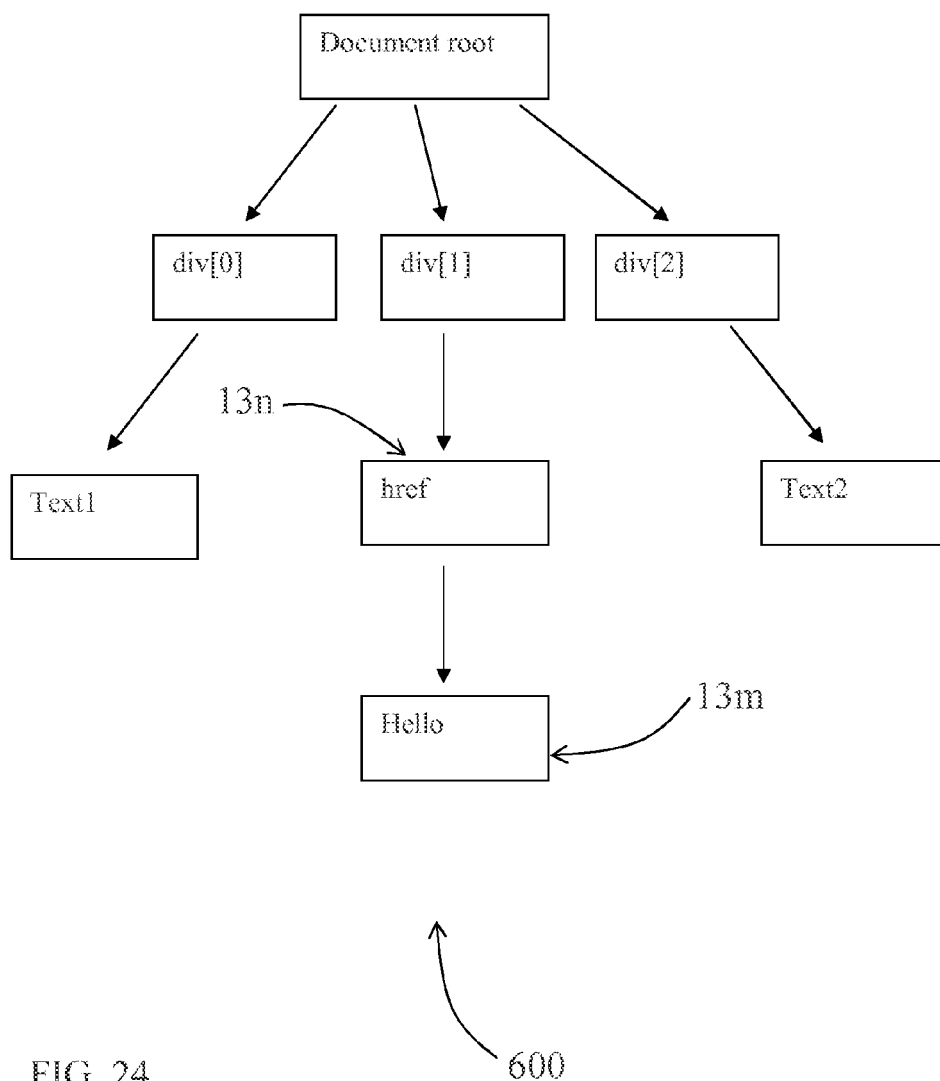 Document root
div[0]
div[1]
div[2]
13n
Text1
href
Text2
Hello
13m
600
FIG. 24